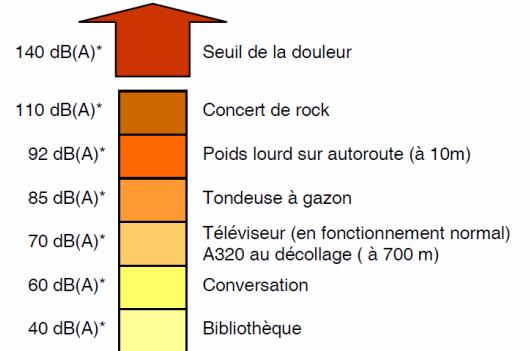 140 dB(A)* Seuil de la douleur
110 dB(A)* Concert de rock
92 dB(A)* Poids lourd sur autoroute (à 10m)
85 dB(A)* Tondeuse à gazon
70 dB(A)* Téléviseur (en fonctionnement normal)
A320 au décollage ( à 700 m)
60 dB(A)* Conversation
40 dB(A)* Bibliothèque